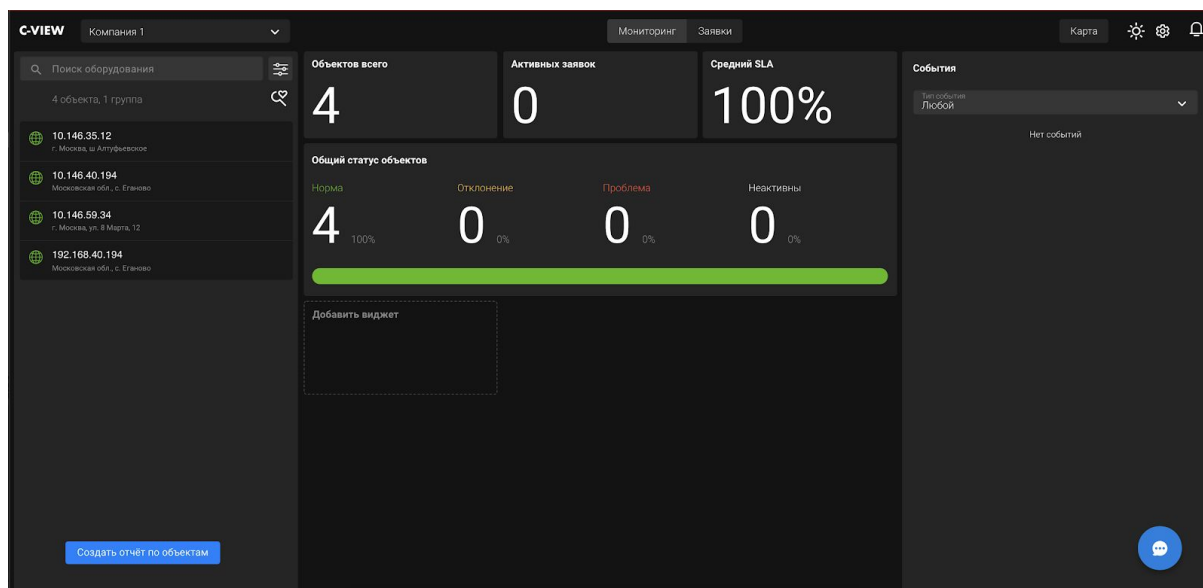 C-VIEW Компания 1
Мониторинг Заявки
Карта
Поиск оборудования
4 объекта, 1 группа
10.146.35.12
г. Москва, ш Алтуфьевское
10.146.40.194
Московская обл., с. Еганово
10.146.59.34
г. Москва, ул. 8 Марта, 12
192.168.40.194
Московская обл., с. Еганово
Создать отчёт по объектам
Объектов всего
4
Активных заявок
0
Средний SLA
100%
Общий статус объектов
Норма
4 100%
Отклонение
0 0%
Проблема
0 0%
Неактивны
0 0%
Добавить виджет
События
Тип события
Любой
Нет событий